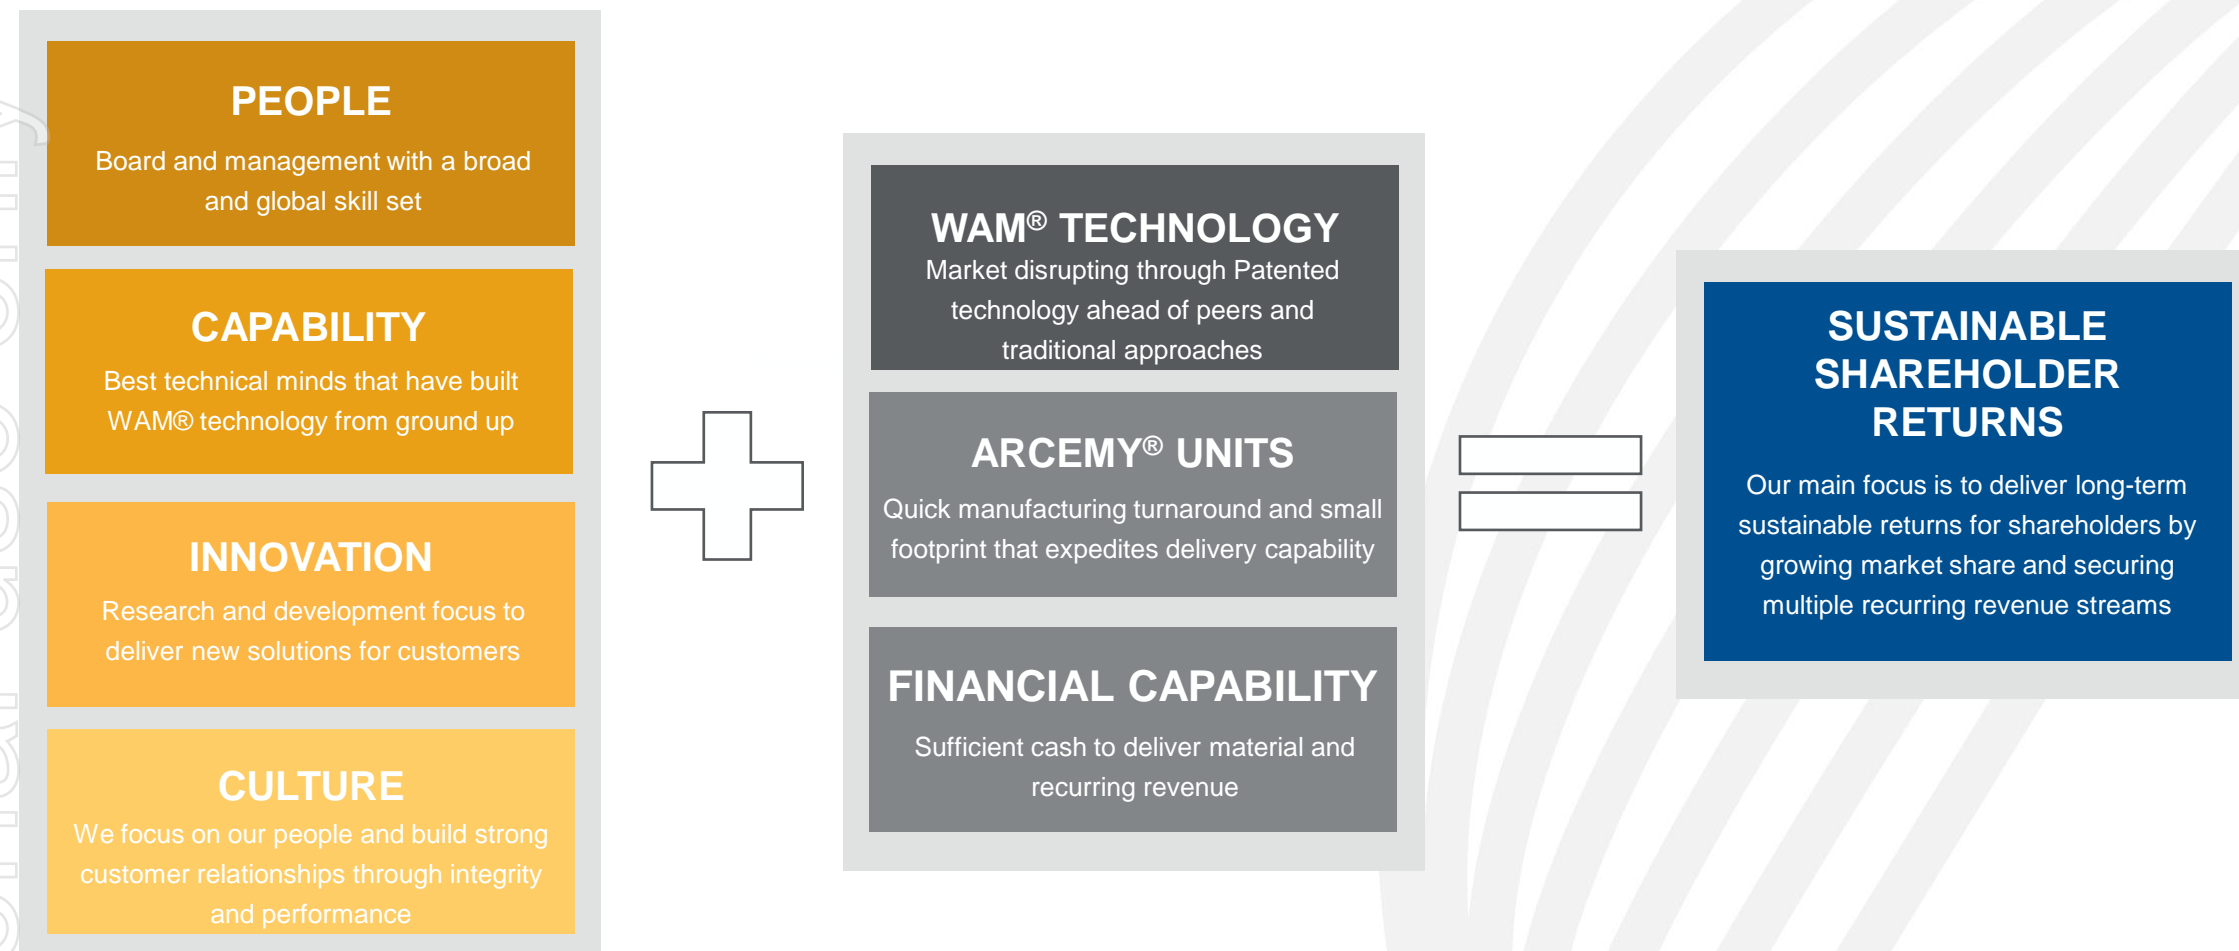 PEOPLE
Board and management with a broad
and global skill set
CAPABILITY
Best technical minds that have built
WAM® technology from ground up
INNOVATION
Research and development focus to
deliver new solutions for customers
CULTURE
We focus on our people and build strong
customer relationships through integrity
and performance
WAM® TECHNOLOGY
Market disrupting through Patented
technology ahead of peers and
traditional approaches
ARCEMY® UNITS
Quick manufacturing turnaround and small
footprint that expedites delivery capability
FINANCIAL CAPABILITY
Sufficient cash to deliver material and
recurring revenue
SUSTAINABLE
SHAREHOLDER
RETURNS
Our main focus is to deliver long-term
sustainable returns for shareholders by
growing market share and securing
multiple recurring revenue streams